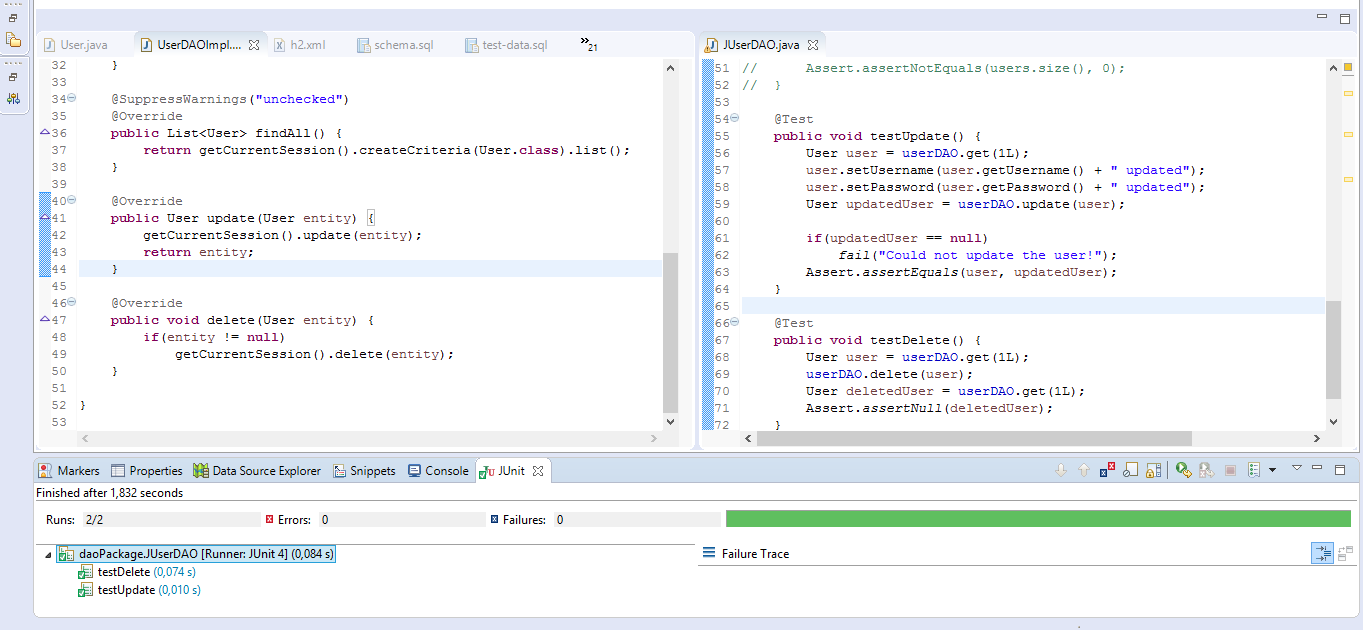 User.java
UserDAOImpl....
h2.xml
schema.sql
test-data.sql
»21
32 }
33
34 @SuppressWarnings("unchecked")
35 @Override
36 public List<User> findAll() {
37 return getCurrentSession().createCriteria(User.class).list();
38 }
39
40 @Override
41 public User update(User entity) {
42 getCurrentSession().update(entity);
43 return entity;
44 }
45
46 @Override
47 public void delete(User entity) {
48 if(entity != null)
49 getCurrentSession().delete(entity);
50 }
51
52 }
53
JUserDAO.java
51 // Assert.assertNotEquals(users.size(), 0);
52 // }
53
54 @Test
55 public void testUpdate() {
56 User user = userDAO.get(1L);
57 user.setUsername(user.getUsername() + " updated");
58 user.setPassword(user.getPassword() + " updated");
59 User updatedUser = userDAO.update(user);
60
61 if(updatedUser == null)
62 fail("Could not update the user!");
63 Assert.assertEquals(user, updatedUser);
64 }
65
66 @Test
67 public void testDelete() {
68 User user = userDAO.get(1L);
69 userDAO.delete(user);
70 User deletedUser = userDAO.get(1L);
71 Assert.assertNull(deletedUser);
72 }
Markers
Properties
Data Source Explorer
Snippets
Console
JUnit
Finished after 1,832 seconds
Runs: 2/2
Errors: 0
Failures: 0
daoPackage.JUserDAO [Runner: JUnit 4] (0,084 s)
testDelete (0,074 s)
testUpdate (0,010 s)
Failure Trace